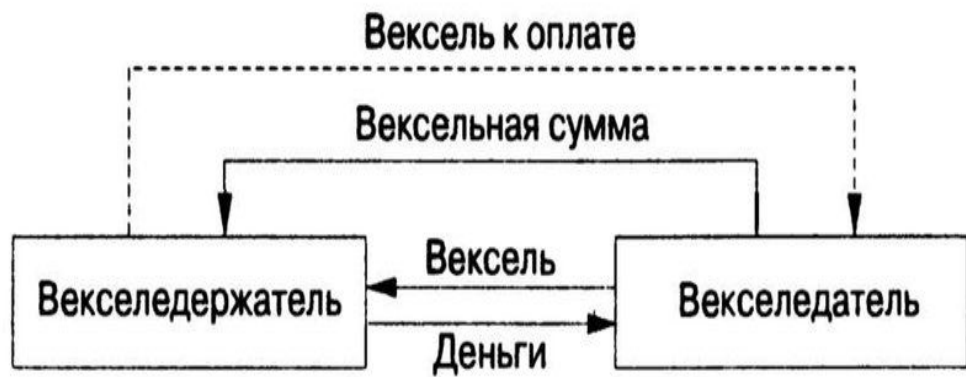 Вексель к оплате
Вексельная сумма
Векселедержатель
Вексель
Деньги
Векселедатель